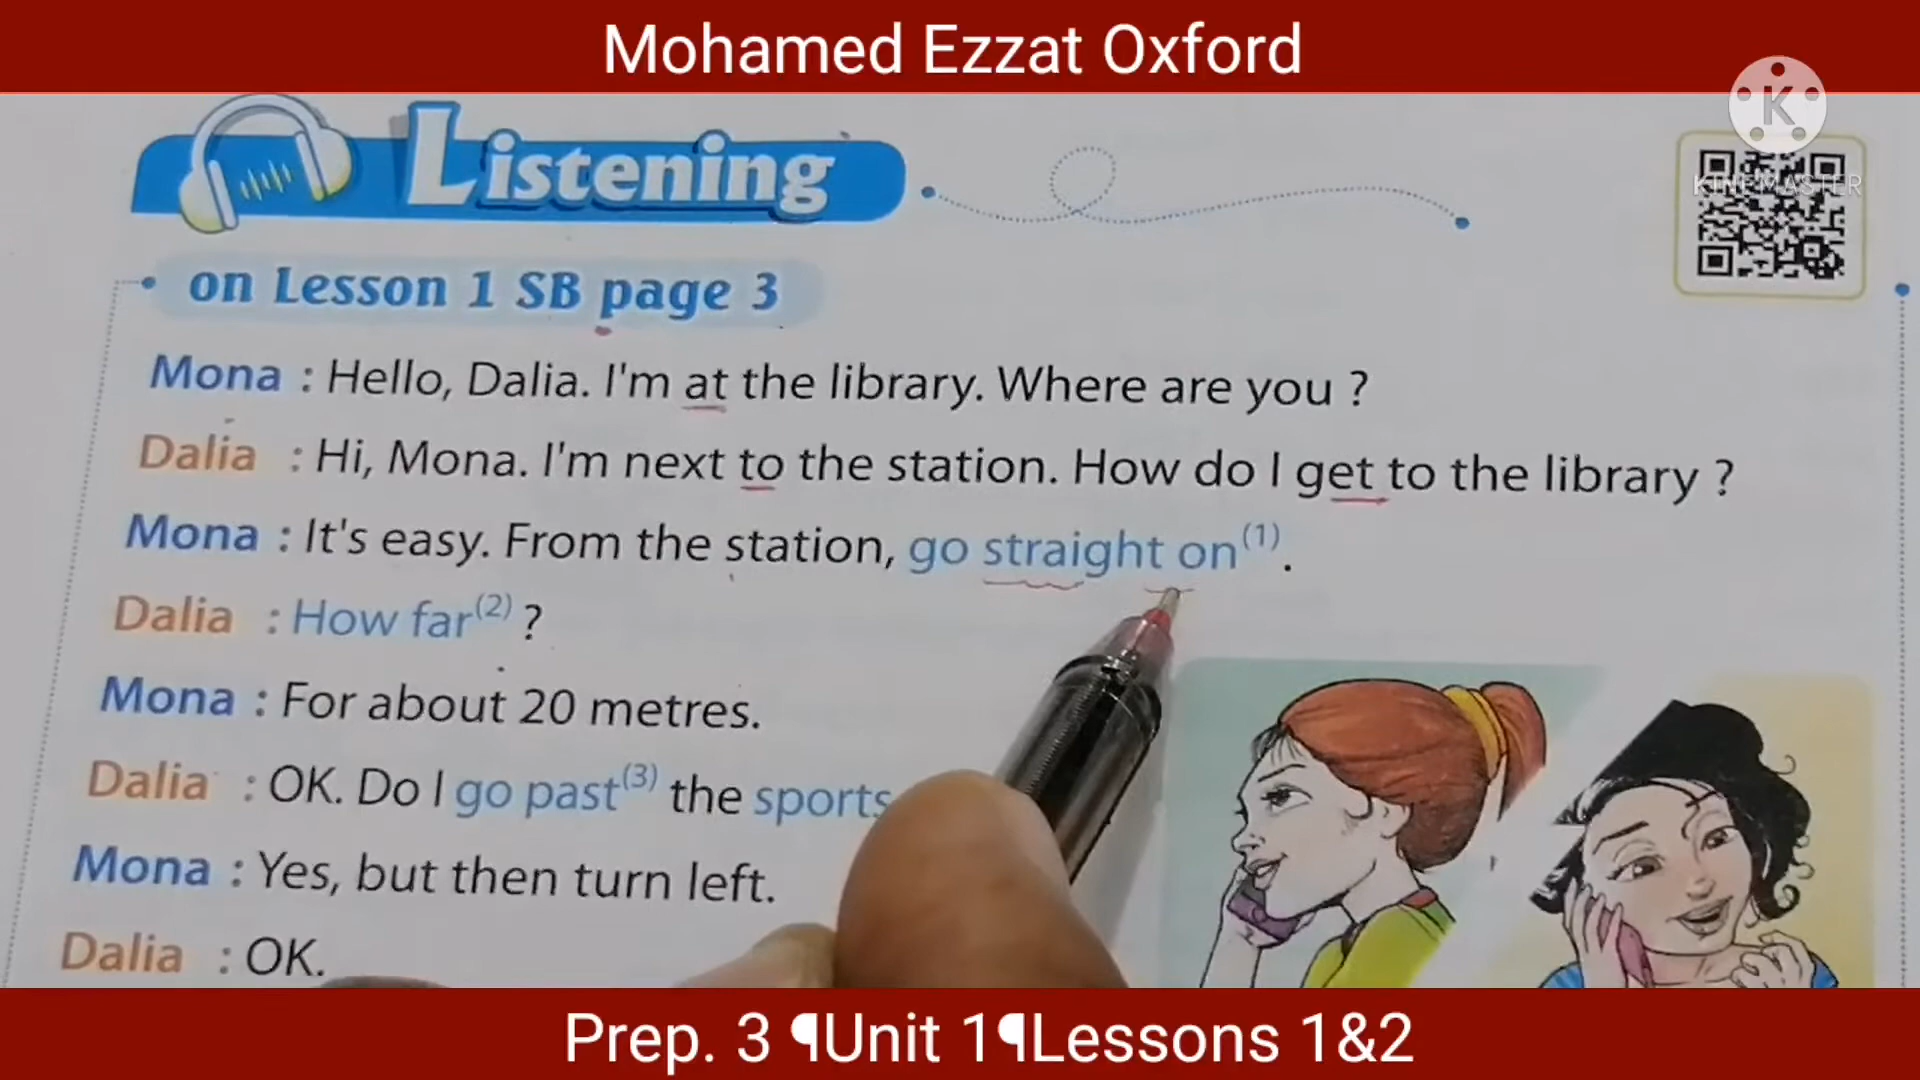 Mohamed Ezzat Oxford
K
KINEMASTER
Listening
on Lesson 1 SB page 3
Mona : Hello, Dalia. I'm at the library. Where are you ?
Dalia : Hi, Mona. I'm next to the station. How do I get to the library ?
Mona : It's easy. From the station, go straight on(1).
Dalia : How far(2) ?
Mona : For about 20 metres.
Dalia : OK. Do I go past(3) the sports
Mona : Yes, but then turn left.
Dalia : OK.
Prep. 3 ¶Unit 1¶Lessons 1&2